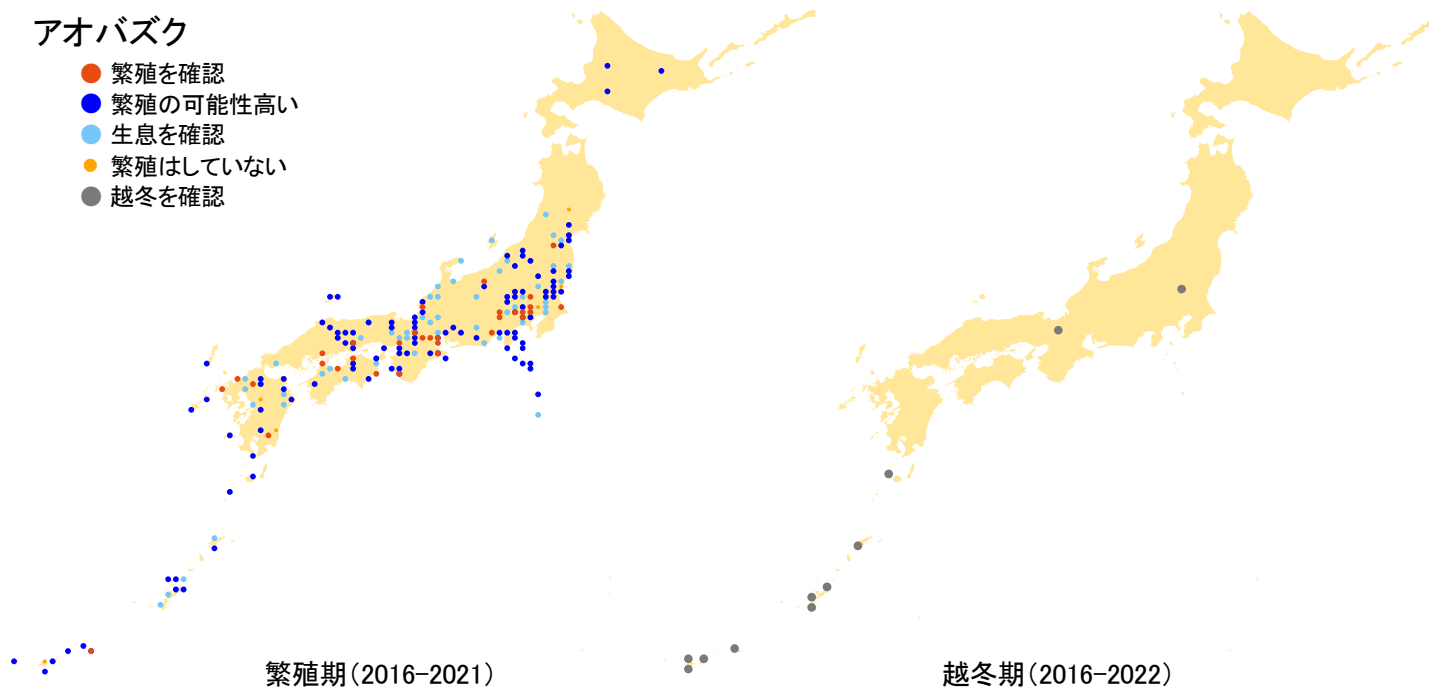 アオバズク
繁殖を確認
繁殖の可能性高い
生息を確認
繁殖はしていない
越冬を確認
繁殖期（2016-2021）
越冬期（2016-2022）